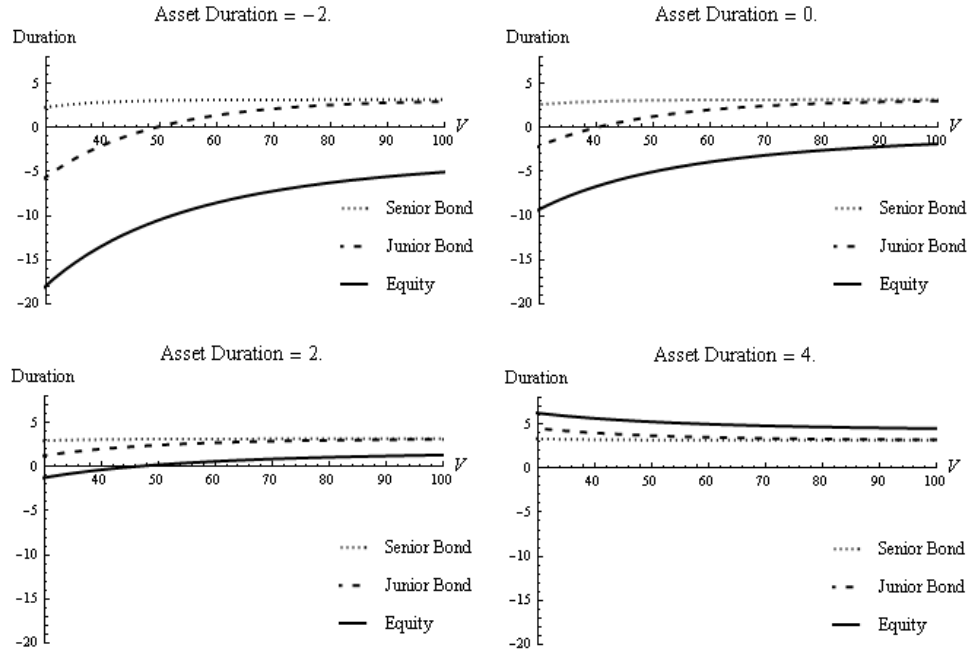 Asset Duration = −2.
Duration
5
0
−5
−10
−15
−20
40 50 60 70 80 90 100
V
Senior Bond
Junior Bond
Equity
Asset Duration = 0.
Duration
5
0
−5
−10
−15
−20
40 50 60 70 80 90 100
V
Senior Bond
Junior Bond
Equity
Asset Duration = 2.
Duration
5
0
−5
−10
−15
−20
40 50 60 70 80 90 100
V
Senior Bond
Junior Bond
Equity
Asset Duration = 4.
Duration
5
0
−5
−10
−15
−20
40 50 60 70 80 90 100
V
Senior Bond
Junior Bond
Equity